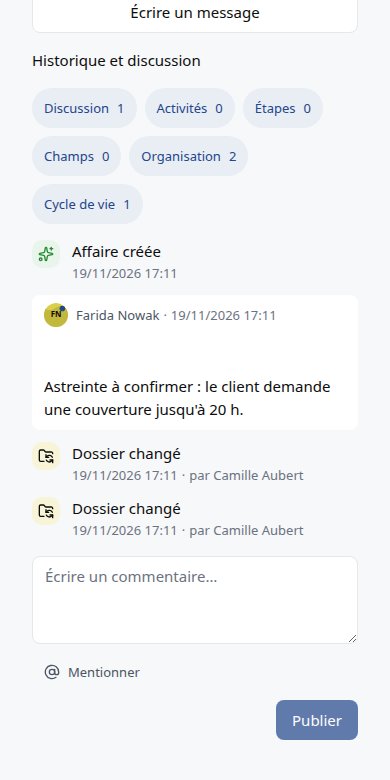 Écrire un message
Historique et discussion
Discussion 1
Activités 0
Étapes 0
Champs 0
Organisation 2
Cycle de vie 1
Affaire créée
19/11/2026 17:11
FN
Farida Nowak · 19/11/2026 17:11
Astreinte à confirmer : le client demande
une couverture jusqu'à 20 h.
Dossier changé
19/11/2026 17:11 · par Camille Aubert
Dossier changé
19/11/2026 17:11 · par Camille Aubert
Écrire un commentaire...
@ Mentionner
Publier